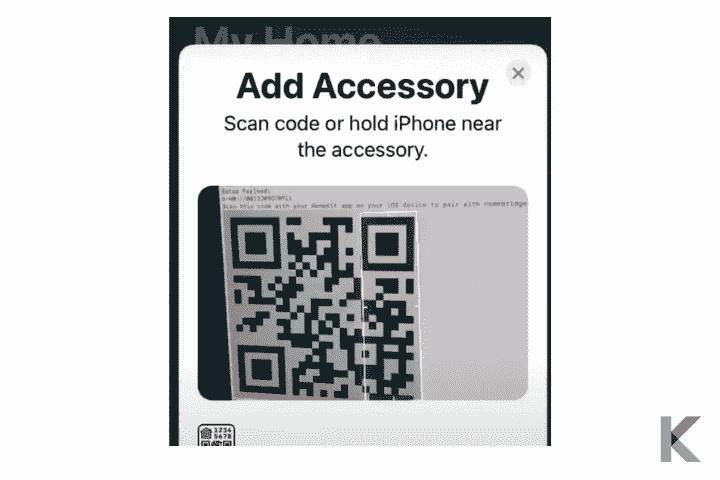 My Home
Add Accessory
Scan code or hold iPhone near
the accessory.
Setup Payload:
Scan this code with your HomeKit app on your iOS device to pair with Homebridge
1234
5678
K